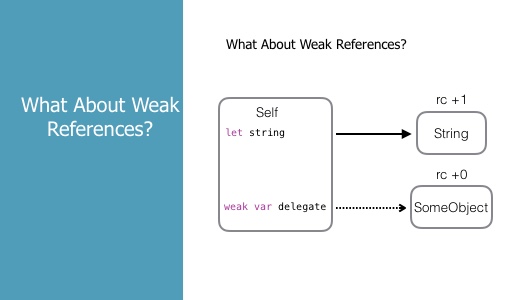 What About Weak
References?
What About Weak References?
Self
let string
weak var delegate
rc +1
String
rc +0
SomeObject